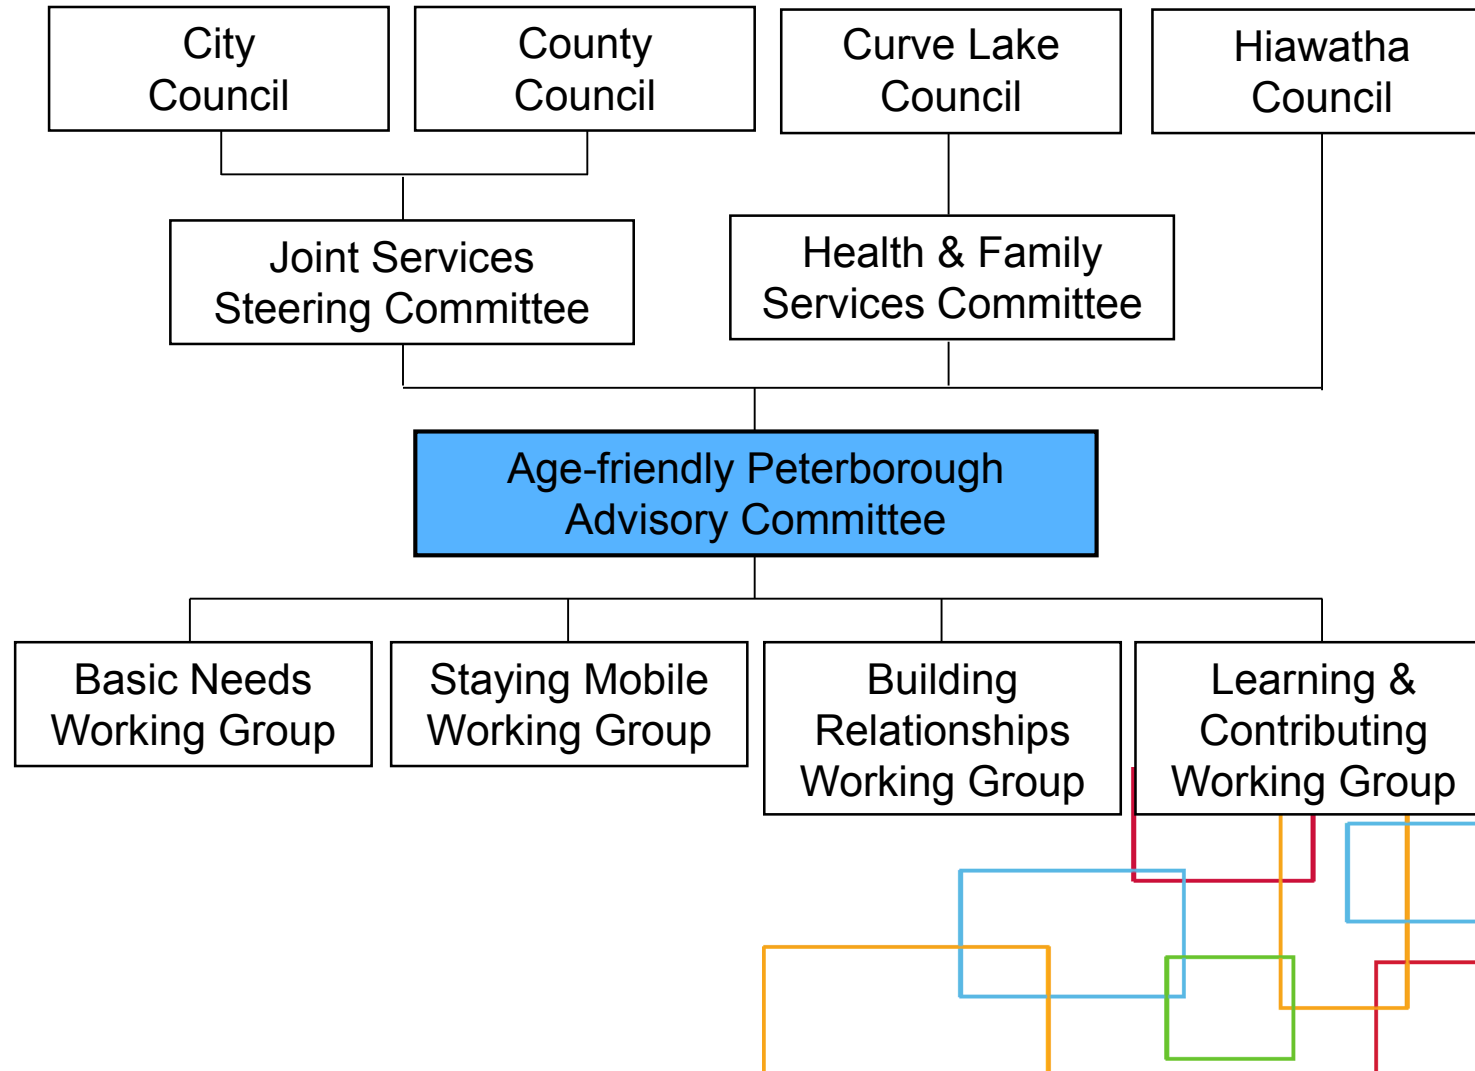 City
Council
County
Council
Curve Lake
Council
Hiawatha
Council
Joint Services
Steering Committee
Health & Family
Services Committee
Age-friendly Peterborough
Advisory Committee
Basic Needs
Working Group
Staying Mobile
Working Group
Building
Relationships
Working Group
Learning &
Contributing
Working Group